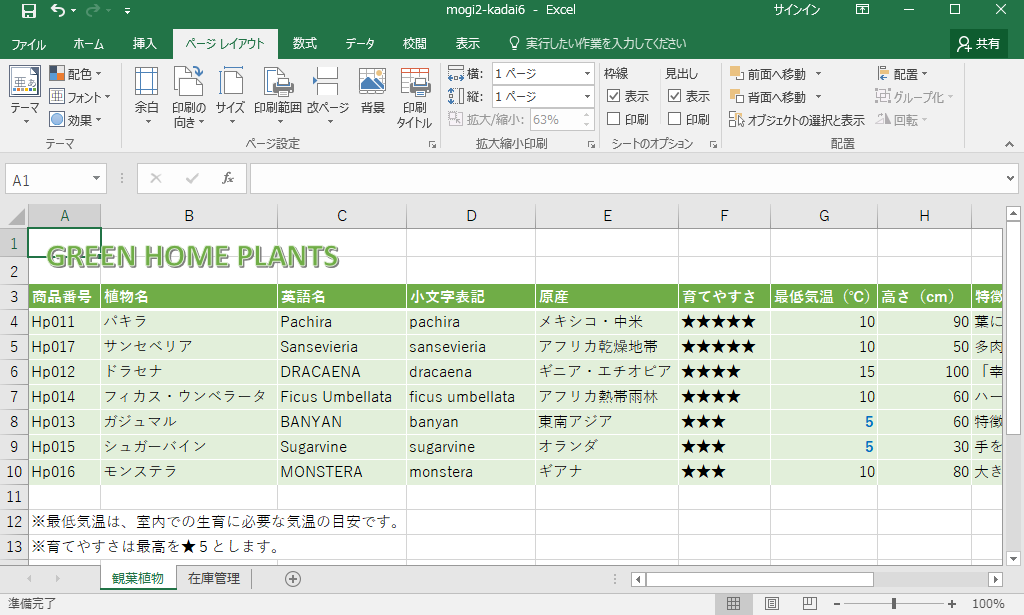 mogi2-kadai6 - Excel
サインイン
ファイル ホーム 挿入 ページ レイアウト 数式 データ 校閲 表示 実行したい作業を入力してください 共有
テーマ
配色
フォント
効果
テーマ
余白
印刷の向き
サイズ
印刷範囲
改ページ
背景
印刷タイトル
ページ設定
横: 1 ページ
縦: 1 ページ
拡大/縮小: 63%
拡大縮小印刷
枠線 見出し
表示 表示
印刷 印刷
シートのオプション
前面へ移動
背面へ移動
オブジェクトの選択と表示
配置
グループ化
回転
配置
A1 fx
A B C D E F G H
1
GREEN HOME PLANTS
2
3 商品番号 植物名 英語名 小文字表記 原産 育てやすさ 最低気温（℃） 高さ（cm） 特徴
4 Hp011 パキラ Pachira pachira メキシコ・中米 ★★★★★ 10 90 葉に
5 Hp017 サンセベリア Sansevieria sansevieria アフリカ乾燥地帯 ★★★★★ 10 50 多肉
6 Hp012 ドラセナ DRACAENA dracaena ギニア・エチオピア ★★★★ 15 100 「幸
7 Hp014 フィカス・ウンベラータ Ficus Umbellata ficus umbellata アフリカ熱帯雨林 ★★★★ 10 60 ハー
8 Hp013 ガジュマル BANYAN banyan 東南アジア ★★★ 5 60 特徴
9 Hp015 シュガーバイン Sugarvine sugarvine オランダ ★★★ 5 30 手を
10 Hp016 モンステラ MONSTERA monstera ギアナ ★★★ 10 80 大き
11
12 ※最低気温は、室内での生育に必要な気温の目安です。
13 ※育てやすさは最高を★５とします。
観葉植物 在庫管理
準備完了 100%